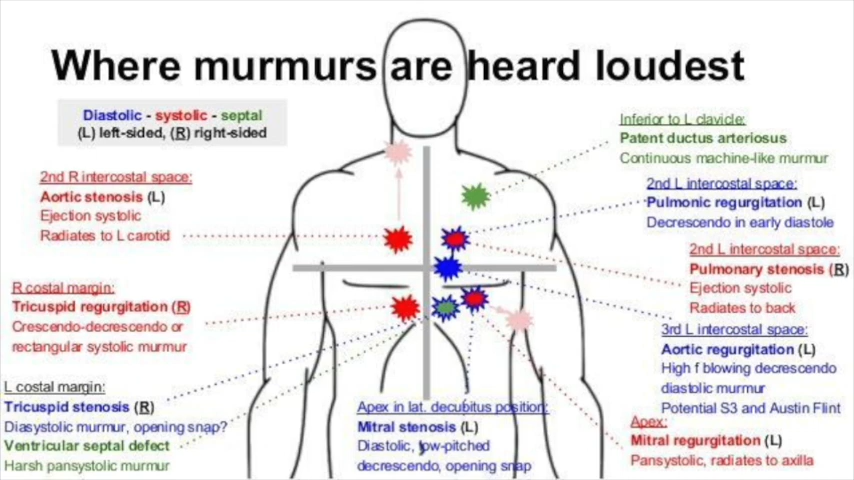 Where murmurs are heard loudest
Diastolic - systolic - septal
(L) left-sided, (R) right-sided
2nd R intercostal space:
Aortic stenosis (L)
Ejection systolic
Radiates to L carotid
R costal margin:
Tricuspid regurgitation (R)
Crescendo-decrescendo or
rectangular systolic murmur
L costal margin:
Tricuspid stenosis (R)
Diasystolic murmur, opening snap?
Ventricular septal defect
Harsh pansystolic murmur
Apex in lat. decubitus position:
Mitral stenosis (L)
Diastolic, low-pitched
decrescendo, opening snap
Inferior to L clavicle:
Patent ductus arteriosus
Continuous machine-like murmur
2nd L intercostal space:
Pulmonic regurgitation (L)
Decrescendo in early diastole
2nd L intercostal space:
Pulmonary stenosis (R)
Ejection systolic
Radiates to back
3rd L intercostal space:
Aortic regurgitation (L)
High f blowing decrescendo
diastolic murmur
Potential S3 and Austin Flint
Apex:
Mitral regurgitation (L)
Pansystolic, radiates to axilla